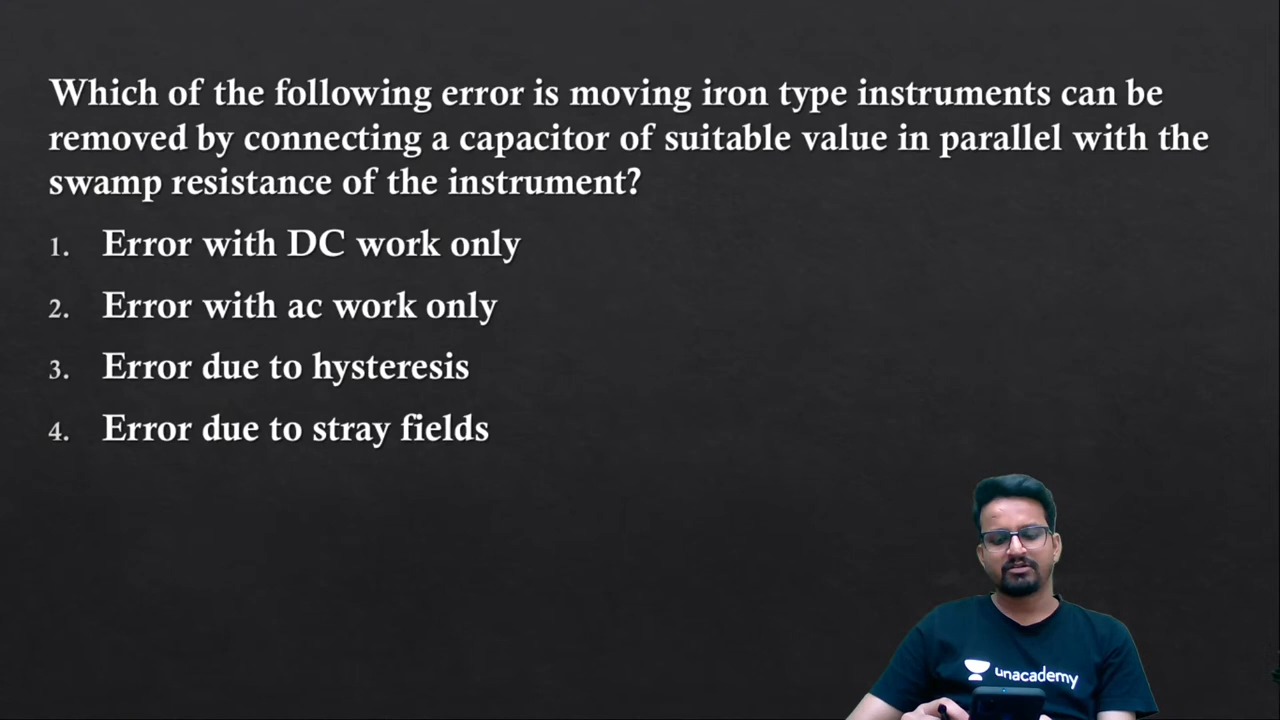 Which of the following error is moving iron type instruments can be
removed by connecting a capacitor of suitable value in parallel with the
swamp resistance of the instrument?
1. Error with DC work only
2. Error with ac work only
3. Error due to hysteresis
4. Error due to stray fields
unacademy